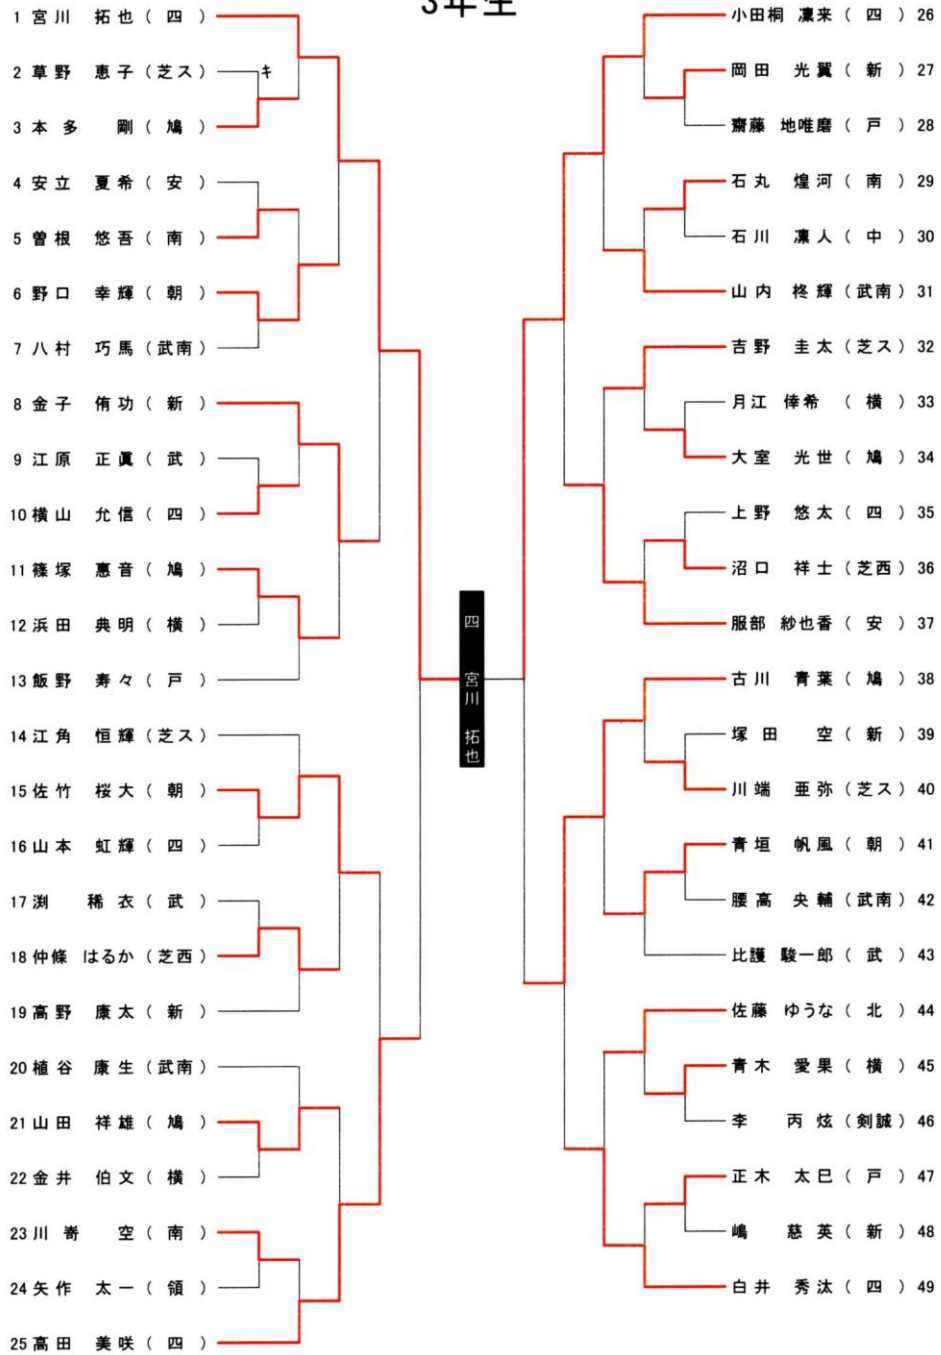 3年生
1 宮川 拓也 ( 四 )
2 草野 恵子 (芝ス) キ
3 本多 剛 ( 鳩 )
4 安立 夏希 ( 安 )
5 曽根 悠吾 ( 南 )
6 野口 幸輝 ( 朝 )
7 八村 巧馬 (武南)
8 金子 侑功 ( 新 )
9 江原 正眞 ( 武 )
10 横山 允信 ( 四 )
11 篠塚 惠音 ( 鳩 )
12 浜田 典明 ( 横 )
13 飯野 寿々 ( 戸 )
14 江角 恒輝 (芝ス)
15 佐竹 桜大 ( 朝 )
16 山本 虹輝 ( 四 )
17 渕 稀衣 ( 武 )
18 仲條 はるか (芝西)
19 高野 康太 ( 新 )
20 植谷 康生 (武南)
21 山田 祥雄 ( 鳩 )
22 金井 伯文 ( 横 )
23 川嵜 空 ( 南 )
24 矢作 太一 ( 領 )
25 高田 美咲 ( 四 )
四 宮川 拓也
小田桐 凜来 ( 四 ) 26
岡田 光翼 ( 新 ) 27
齋藤 地唯磨 ( 戸 ) 28
石丸 煌河 ( 南 ) 29
石川 凜人 ( 中 ) 30
山内 柊輝 (武南) 31
吉野 圭太 (芝ス) 32
月江 倖希 ( 横 ) 33
大室 光世 ( 鳩 ) 34
上野 悠太 ( 四 ) 35
沼口 祥士 (芝西) 36
服部 紗也香 ( 安 ) 37
古川 青葉 ( 鳩 ) 38
塚田 空 ( 新 ) 39
川端 亜弥 (芝ス) 40
青垣 帆風 ( 朝 ) 41
腰高 央輔 (武南) 42
比護 駿一郎 ( 武 ) 43
佐藤 ゆうな ( 北 ) 44
青木 愛果 ( 横 ) 45
李 丙炫 (剣誠) 46
正木 太巳 ( 戸 ) 47
嶋 慈英 ( 新 ) 48
白井 秀汰 ( 四 ) 49